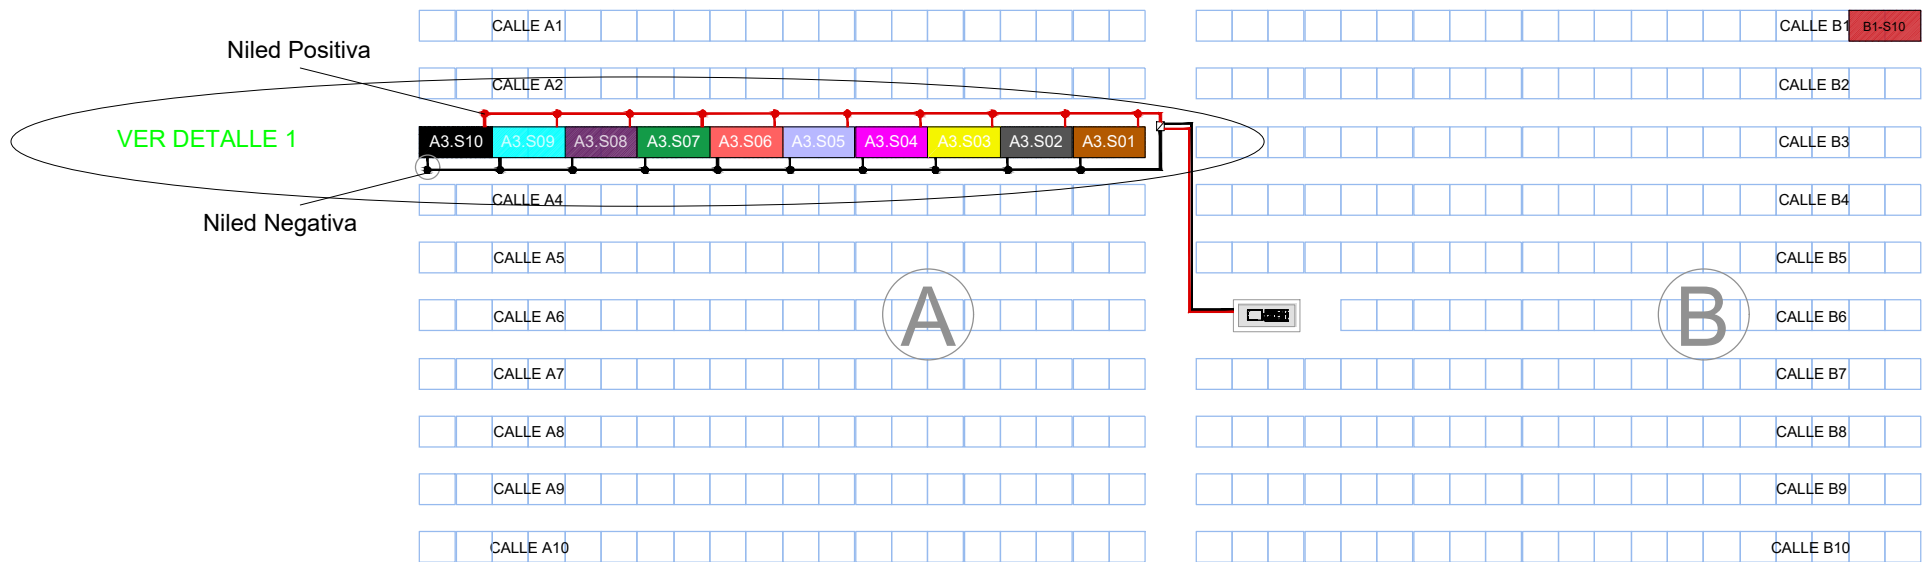 CALLE A1
CALLE B1
B1-S10
Niled Positiva
CALLE A2
CALLE B2
VER DETALLE 1
A3.S10
A3.S09
A3.S08
A3.S07
A3.S06
A3.S05
A3.S04
A3.S03
A3.S02
A3.S01
CALLE B3
Niled Negativa
CALLE A4
CALLE B4
CALLE A5
CALLE B5
CALLE A6
A
B
CALLE B6
CALLE A7
CALLE B7
CALLE A8
CALLE B8
CALLE A9
CALLE B9
CALLE A10
CALLE B10